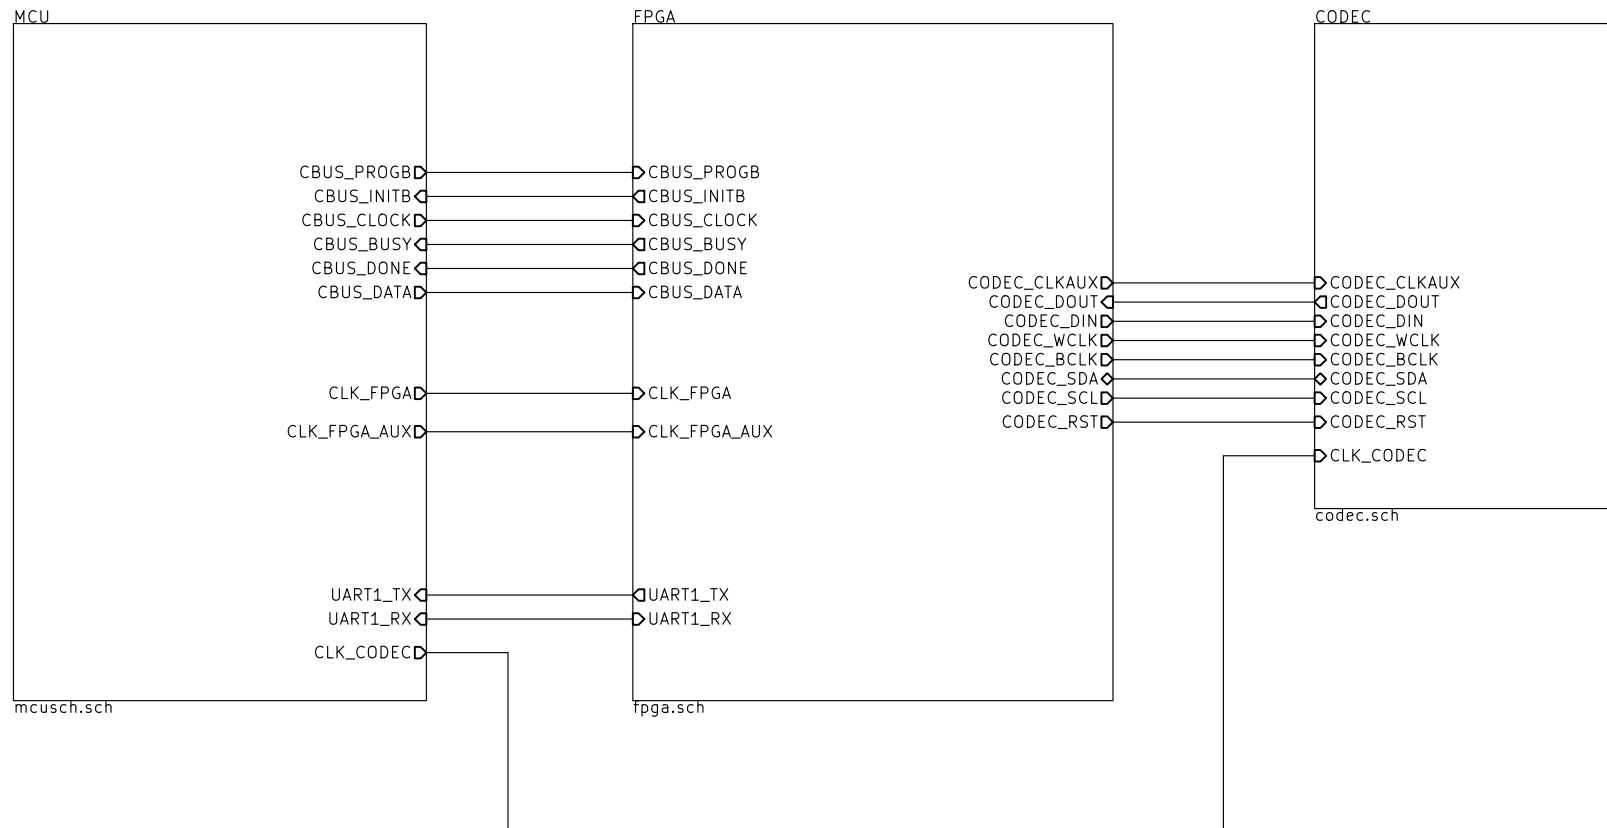 MCU
CBUS_PROGB
CBUS_INITB
CBUS_CLOCK
CBUS_BUSY
CBUS_DONE
CBUS_DATA
CLK_FPGA
CLK_FPGA_AUX
UART1_TX
UART1_RX
CLK_CODEC
mcusch.sch
FPGA
CBUS_PROGB
CBUS_INITB
CBUS_CLOCK
CBUS_BUSY
CBUS_DONE
CBUS_DATA
CLK_FPGA
CLK_FPGA_AUX
UART1_TX
UART1_RX
CODEC_CLKAUX
CODEC_DOUT
CODEC_DIN
CODEC_WCLK
CODEC_BCLK
CODEC_SDA
CODEC_SCL
CODEC_RST
fpga.sch
CODEC
CODEC_CLKAUX
CODEC_DOUT
CODEC_DIN
CODEC_WCLK
CODEC_BCLK
CODEC_SDA
CODEC_SCL
CODEC_RST
CLK_CODEC
codec.sch